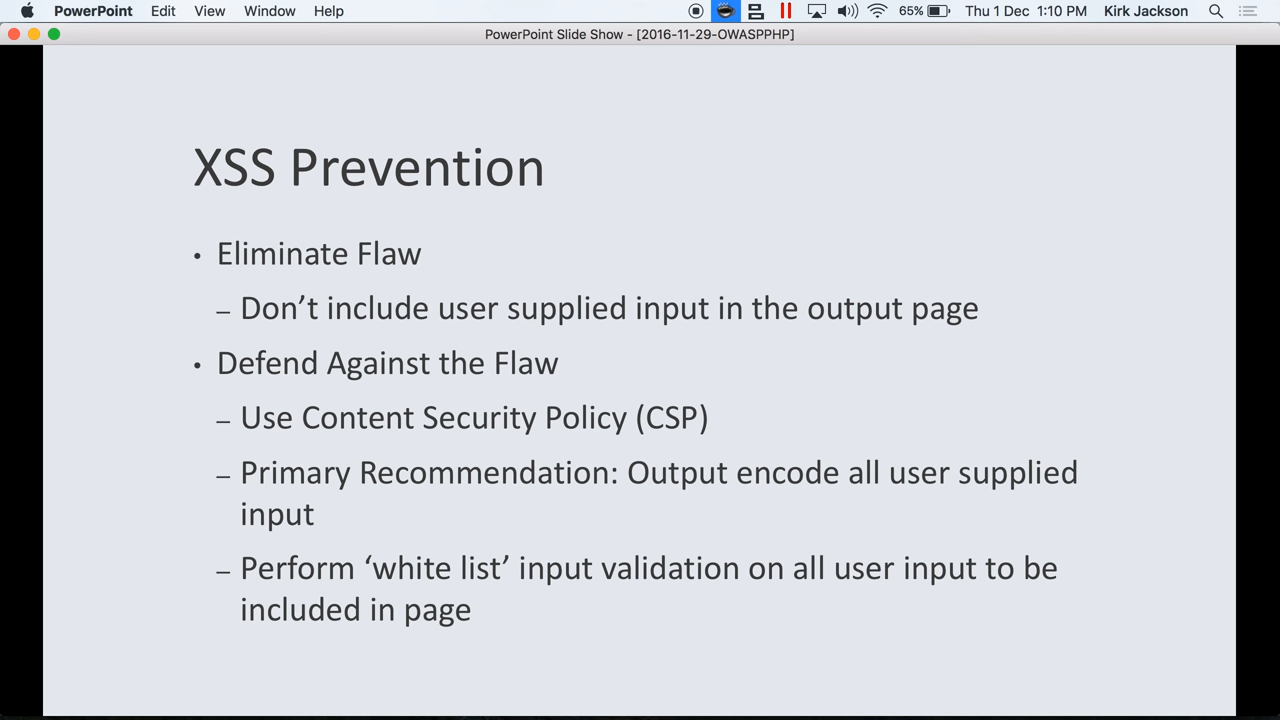 PowerPoint Edit View Window Help 65% Thu 1 Dec 1:10 PM Kirk Jackson
PowerPoint Slide Show - [2016-11-29-OWASPPHP]
XSS Prevention
• Eliminate Flaw
– Don’t include user supplied input in the output page
• Defend Against the Flaw
– Use Content Security Policy (CSP)
– Primary Recommendation: Output encode all user supplied
input
– Perform ‘white list’ input validation on all user input to be
included in page